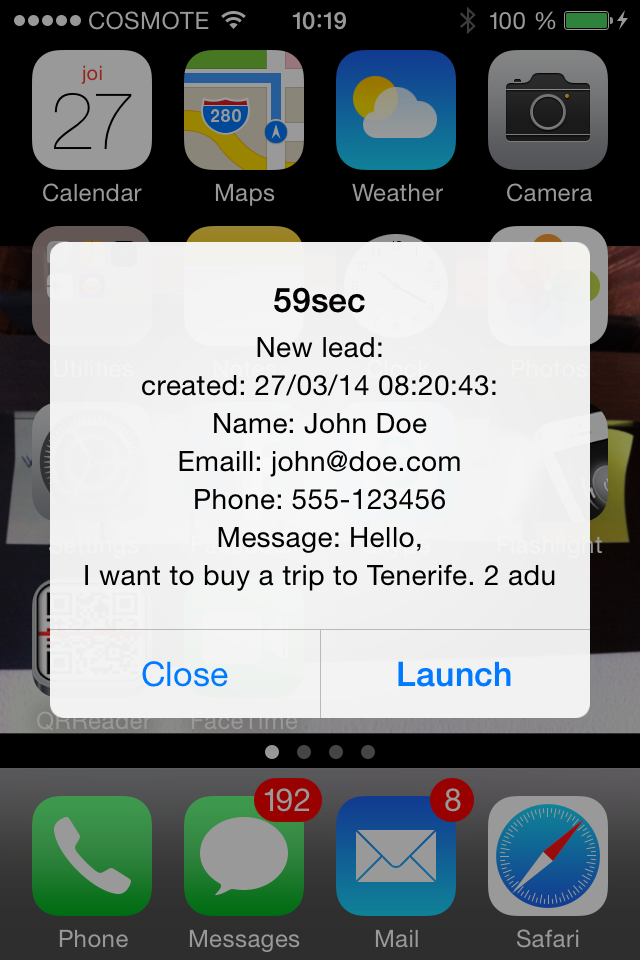 COSMOTE 10:19 100 %
joi
27
280
Calendar Maps Weather Camera
59sec
New lead:
created: 27/03/14 08:20:43:
Name: John Doe
Emaill: john@doe.com
Phone: 555-123456
Message: Hello,
I want to buy a trip to Tenerife. 2 adu
Close Launch
Utilities Notes Clock Photos
Settings Flashlight
QRReader FaceTime
192 8
Phone Messages Mail Safari